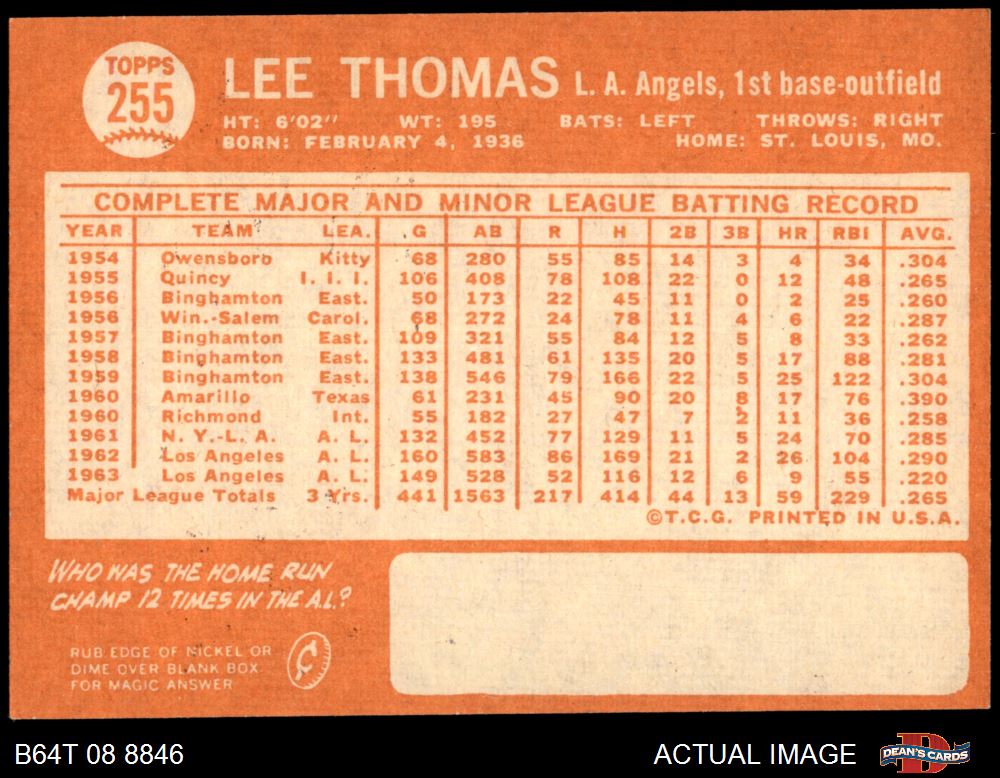 TOPPS
255
LEE THOMAS L. A. Angels, 1st base-outfield
HT: 6'02" WT: 195 BATS: LEFT THROWS: RIGHT
BORN: FEBRUARY 4, 1936 HOME: ST. LOUIS, MO.
COMPLETE MAJOR AND MINOR LEAGUE BATTING RECORD
YEAR TEAM LEA. G AB R H 2B 3B HR RBI AVG.
1954 Owensboro Kitty 68 280 55 85 14 3 4 34 .304
1955 Quincy I. I. I. 106 408 78 108 22 0 12 48 .265
1956 Binghamton East. 50 173 22 45 11 0 2 25 .260
1956 Win.-Salem Carol. 68 272 24 78 11 4 6 22 .287
1957 Binghamton East. 109 321 55 84 12 5 8 33 .262
1958 Binghamton East. 133 481 61 135 20 5 17 88 .281
1959 Binghamton East. 138 546 79 166 22 5 25 122 .304
1960 Amarillo Texas 61 231 45 90 20 8 17 76 .390
1960 Richmond Int. 55 182 27 47 7 2 11 36 .258
1961 N. Y.-L. A. A. L. 132 452 77 129 11 5 24 70 .285
1962 Los Angeles A. L. 160 583 86 169 21 2 26 104 .290
1963 Los Angeles A. L. 149 528 52 116 12 6 9 55 .220
Major League Totals 3 Yrs. 441 1563 217 414 44 13 59 229 .265
©T.C.G. PRINTED IN U.S.A.
WHO WAS THE HOME RUN
CHAMP 12 TIMES IN THE A.L.?
RUB EDGE OF NICKEL OR
DIME OVER BLANK BOX
FOR MAGIC ANSWER
B64T 08 8846 ACTUAL IMAGE DEAN'S CARDS